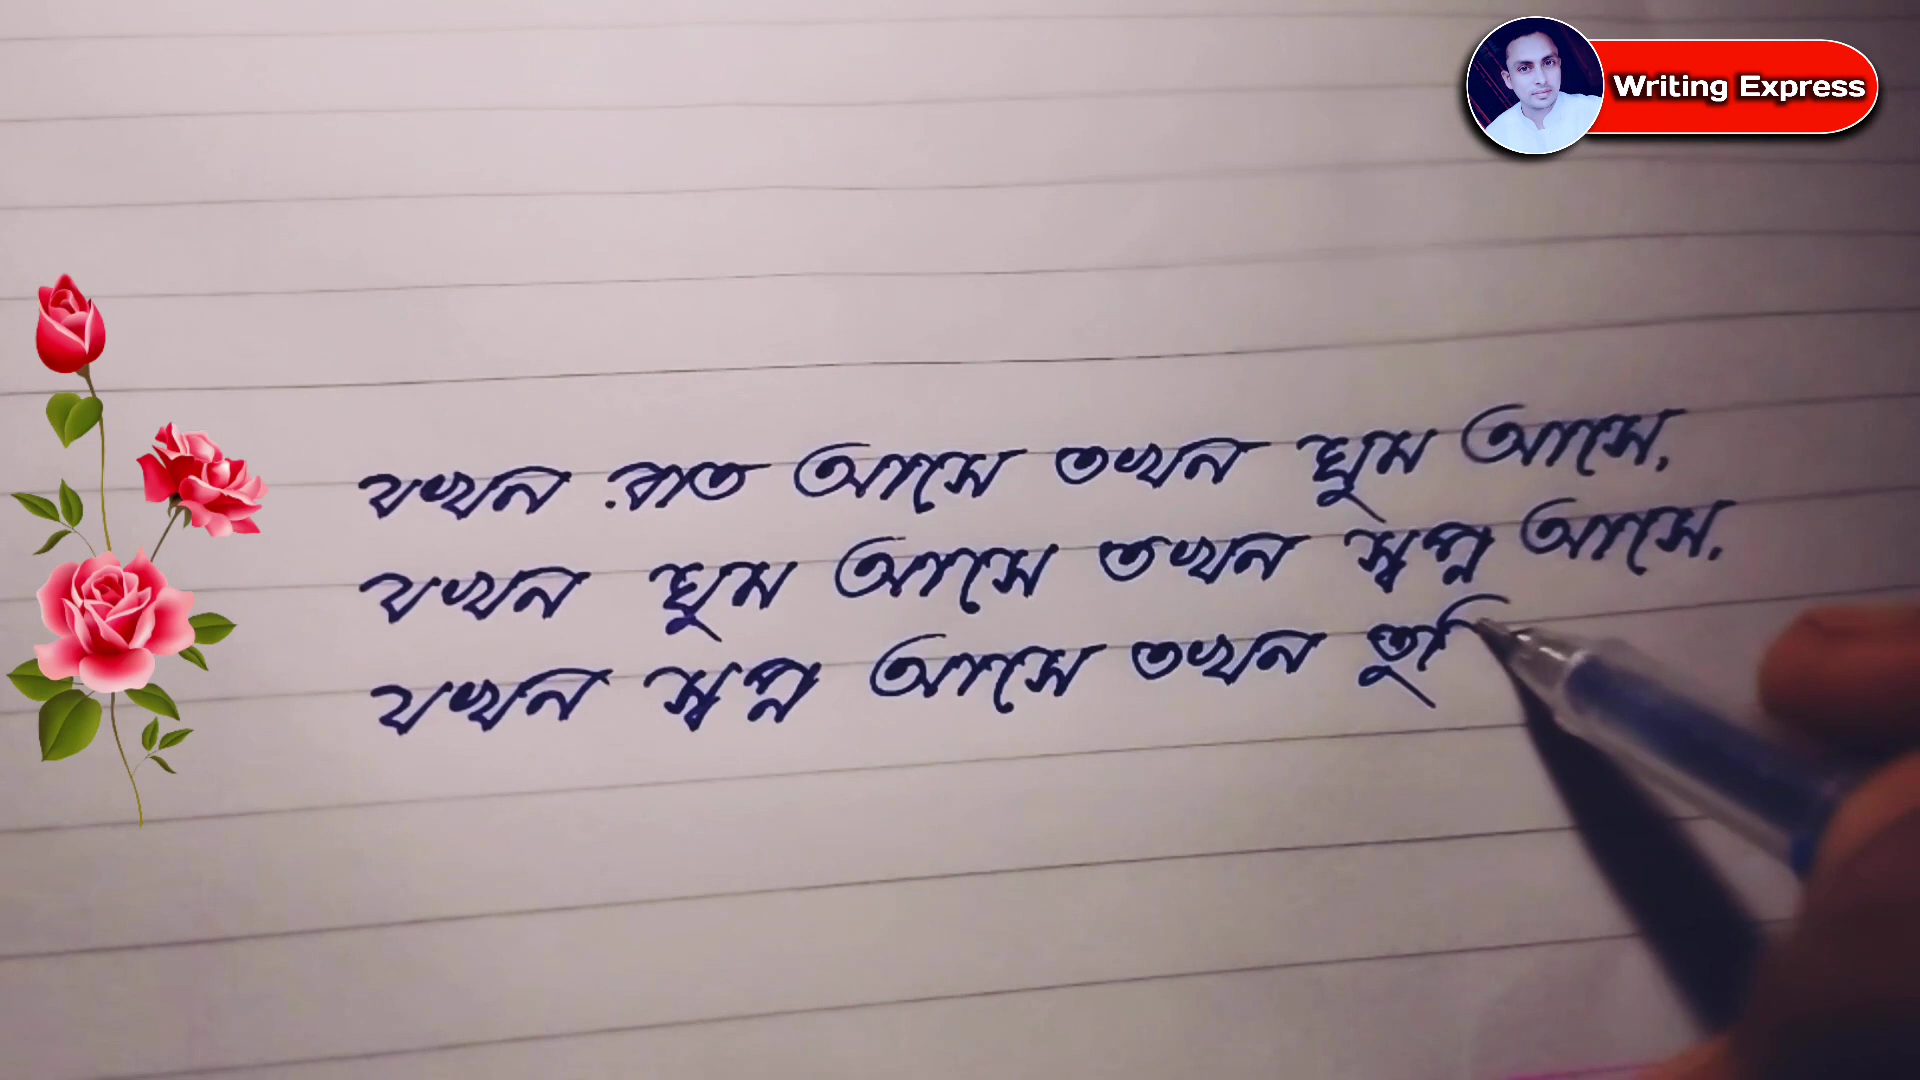 Writing Express
যখন রাত আসে তখন ঘুম আসে,
যখন ঘুম আসে তখন স্বপ্ন আসে,
যখন স্বপ্ন আসে তখন তুি